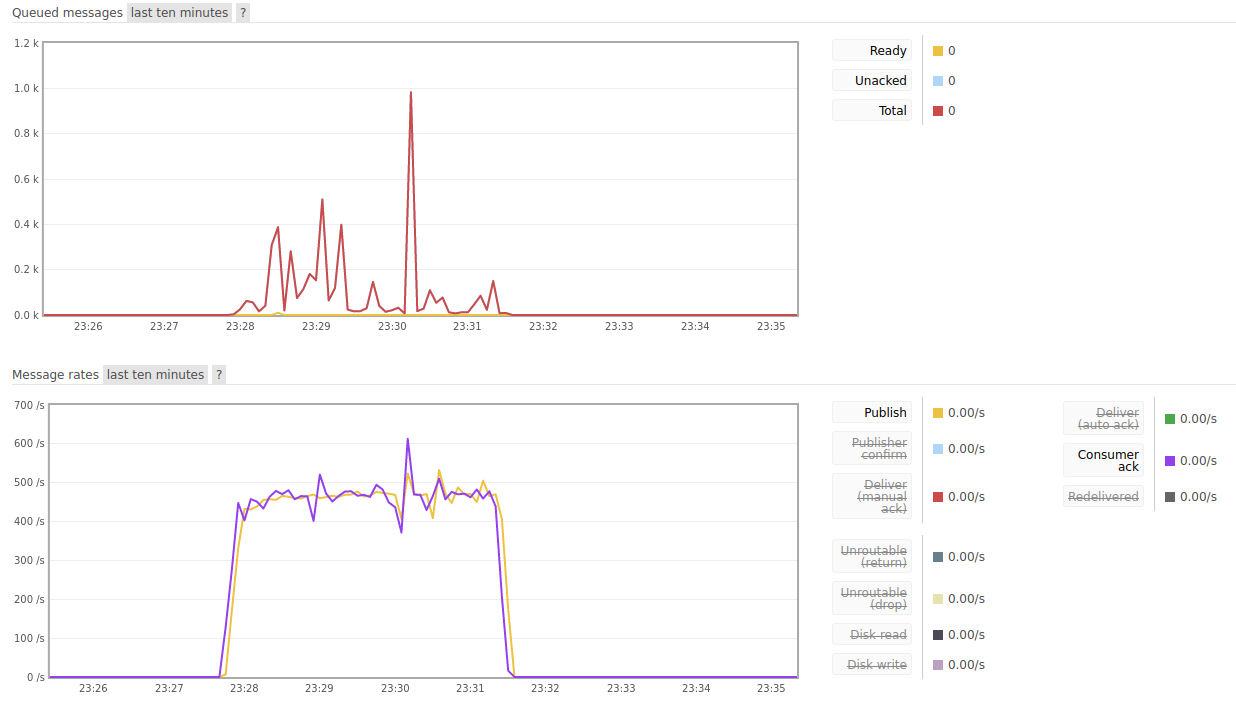 Queued messages last ten minutes ?
1.2 k
1.0 k
0.8 k
0.6 k
0.4 k
0.2 k
0.0 k
23:26 23:27 23:28 23:29 23:30 23:31 23:32 23:33 23:34 23:35
Ready 0
Unacked 0
Total 0
Message rates last ten minutes ?
700 /s
600 /s
500 /s
400 /s
300 /s
200 /s
100 /s
0 /s
23:26 23:27 23:28 23:29 23:30 23:31 23:32 23:33 23:34 23:35
Publish 0.00/s
Publisher
confirm 0.00/s
Deliver
(manual 0.00/s
ack)
Unroutable
(return) 0.00/s
Unroutable
(drop) 0.00/s
Disk read 0.00/s
Disk write 0.00/s
Deliver
(auto ack) 0.00/s
Consumer
ack 0.00/s
Redelivered 0.00/s